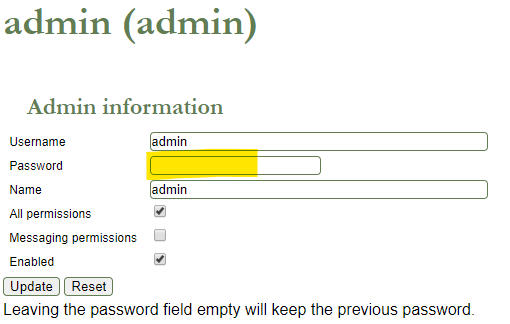 admin (admin)
Admin information
Username admin
Password
Name admin
All permissions
Messaging permissions
Enabled
Update Reset
Leaving the password field empty will keep the previous password.